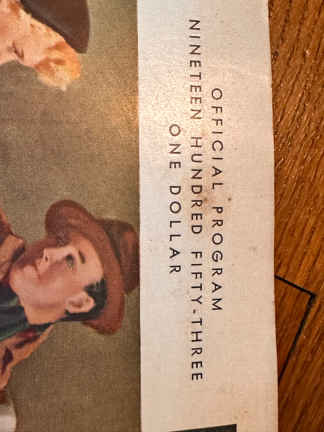 OFFICIAL PROGRAM
NINETEEN HUNDRED FIFTY-THREE
ONE DOLLAR